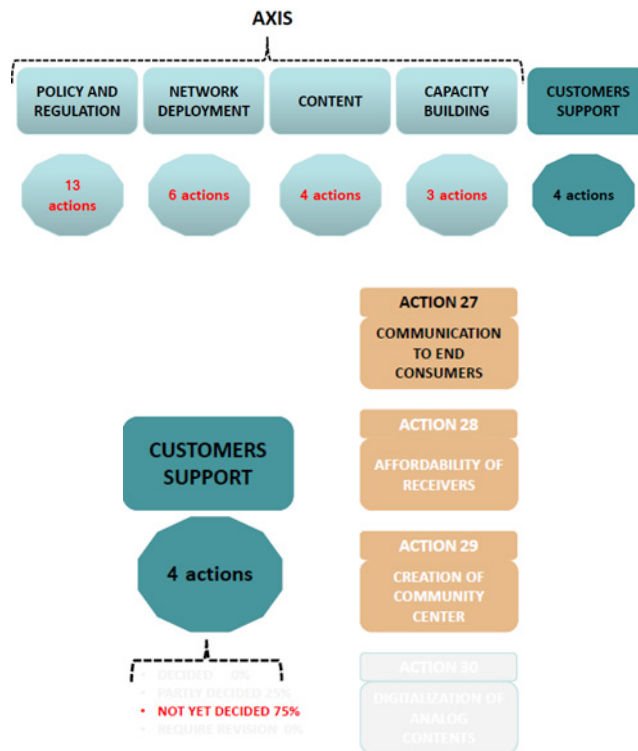 AXIS
POLICY AND
REGULATION
NETWORK
DEPLOYMENT
CONTENT
CAPACITY
BUILDING
CUSTOMERS
SUPPORT
13
actions
6 actions
4 actions
3 actions
4 actions
CUSTOMERS
SUPPORT
4 actions
• DECIDED 0%
• PARTLY DECIDED 25%
• NOT YET DECIDED 75%
• REQUIRE REVISION 0%
ACTION 27
COMMUNICATION
TO END
CONSUMERS
ACTION 28
AFFORDABILITY OF
RECEIVERS
ACTION 29
CREATION OF
COMMUNITY
CENTER
ACTION 30
DIGITALIZATION OF
ANALOG
CONTENTS